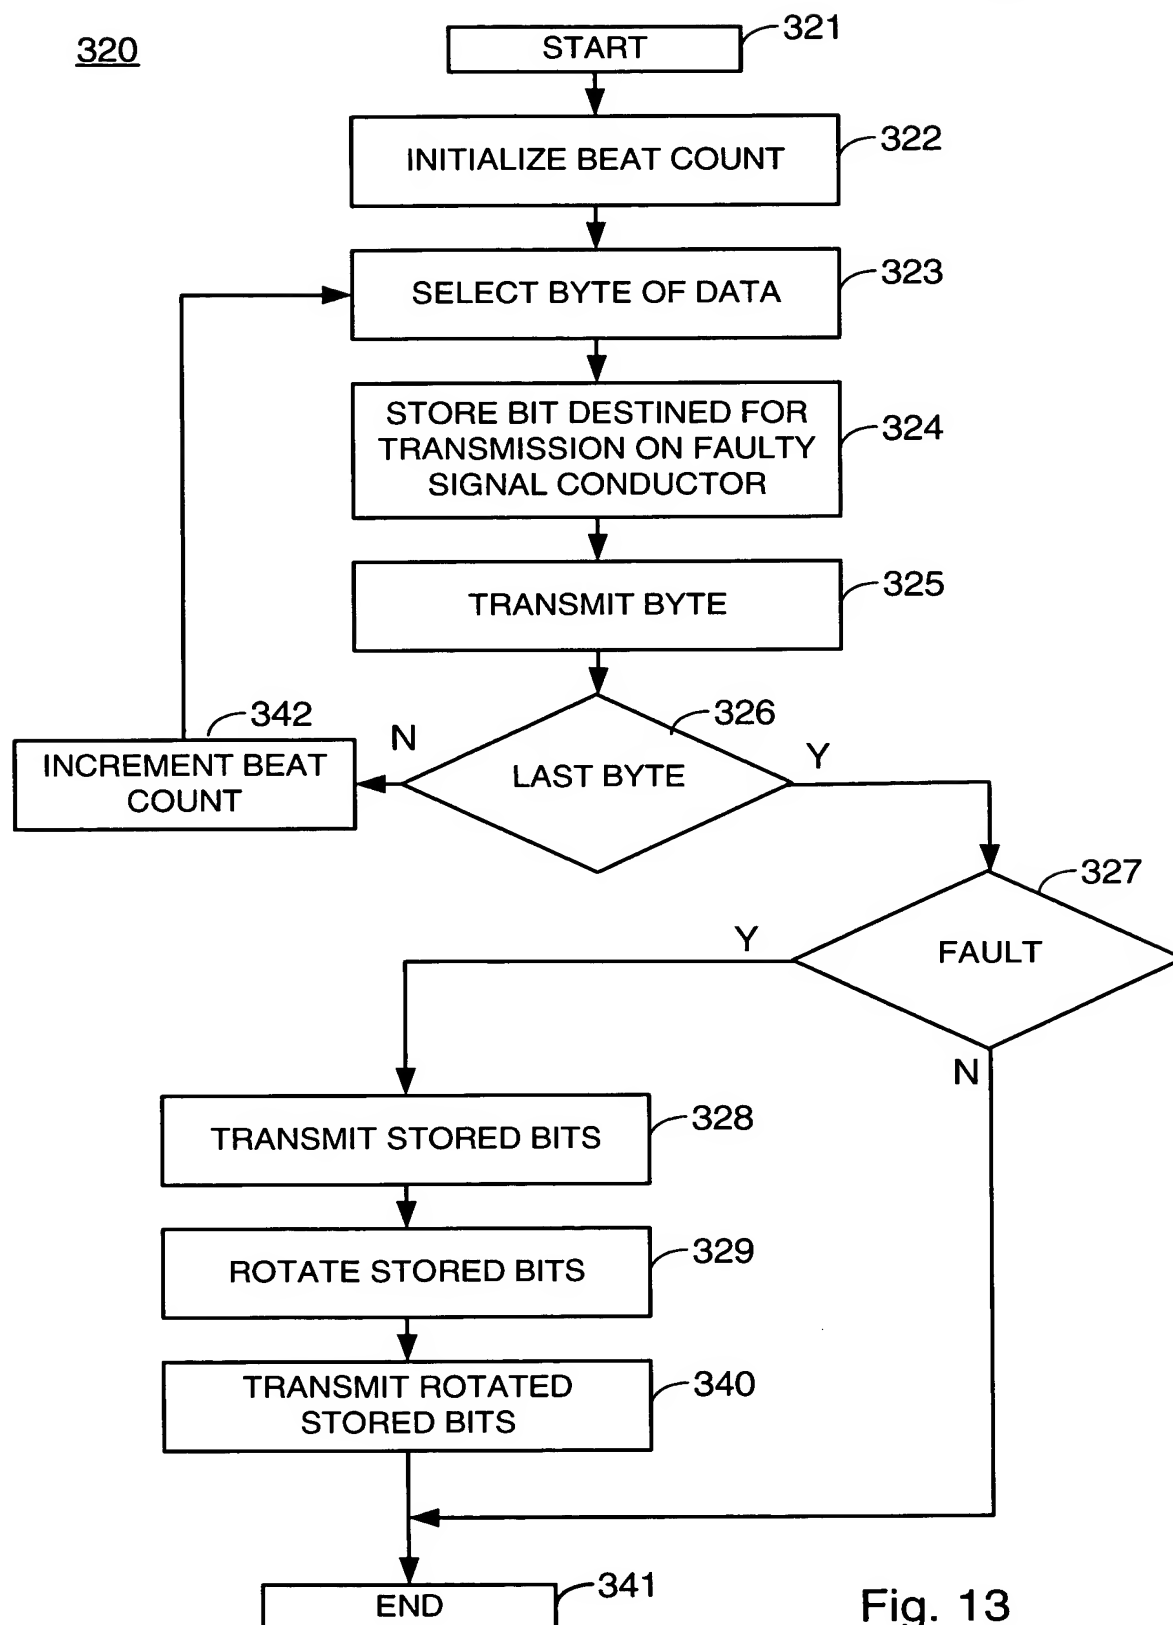 320
START
321
INITIALIZE BEAT COUNT
322
SELECT BYTE OF DATA
323
STORE BIT DESTINED FOR
TRANSMISSION ON FAULTY
SIGNAL CONDUCTOR
324
TRANSMIT BYTE
325
LAST BYTE
326
N
Y
INCREMENT BEAT
COUNT
342
FAULT
327
Y
N
TRANSMIT STORED BITS
328
ROTATE STORED BITS
329
TRANSMIT ROTATED
STORED BITS
340
END
341
Fig. 13